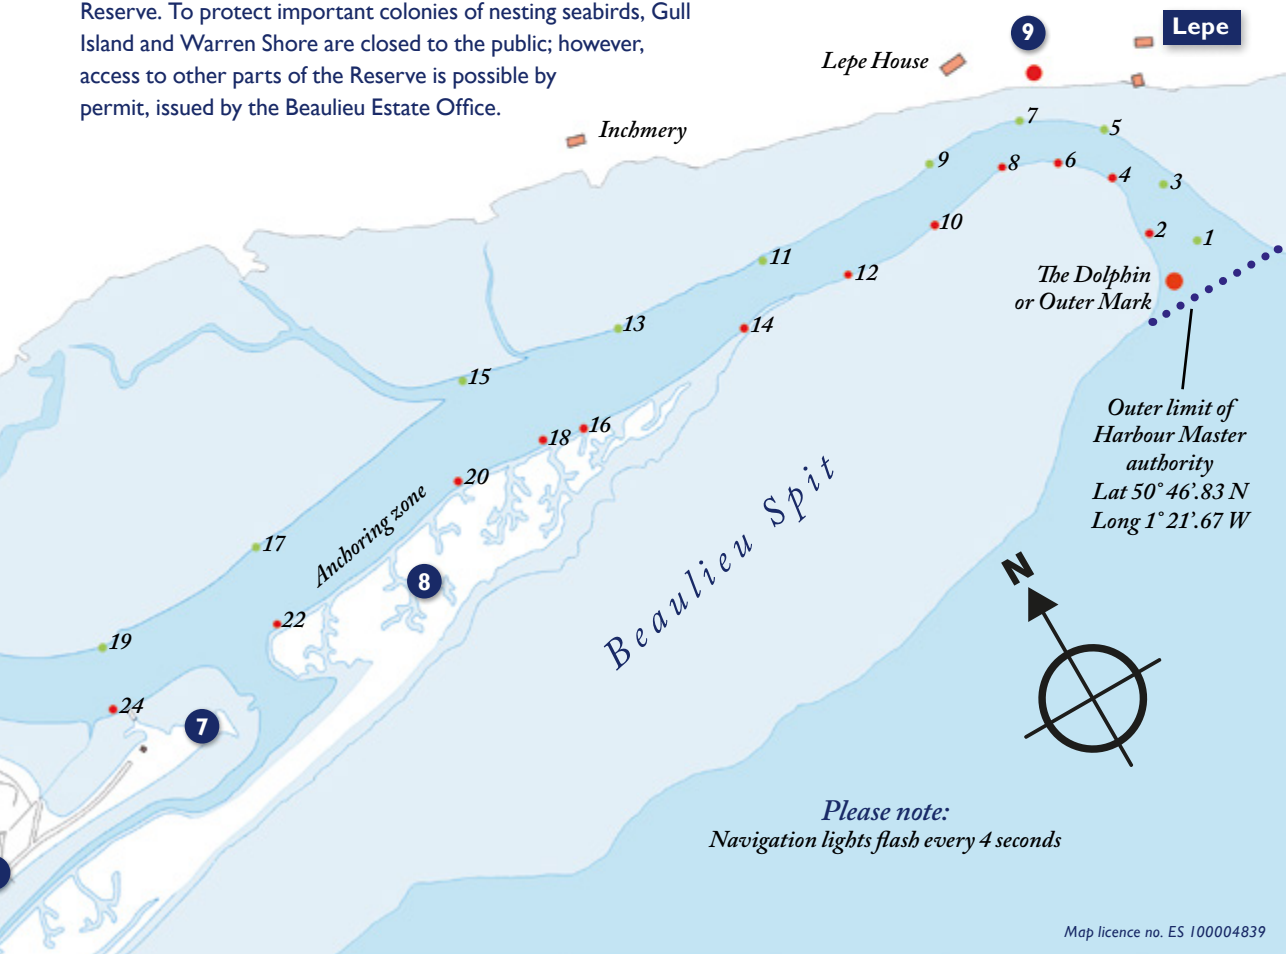 Reserve. To protect important colonies of nesting seabirds, Gull
Island and Warren Shore are closed to the public; however,
access to other parts of the Reserve is possible by
permit, issued by the Beaulieu Estate Office.
9
Lepe
Lepe House
Inchmery
7
5
9
8
6
4
3
10
2
1
11
12
The Dolphin
or Outer Mark
13
14
15
Outer limit of
Harbour Master
authority
Lat 50° 46'.83 N
Long 1° 21'.67 W
16
18
20
Anchoring zone
17
8
Beaulieu Spit
22
19
24
7
N
Please note:
Navigation lights flash every 4 seconds
Map licence no. ES 100004839